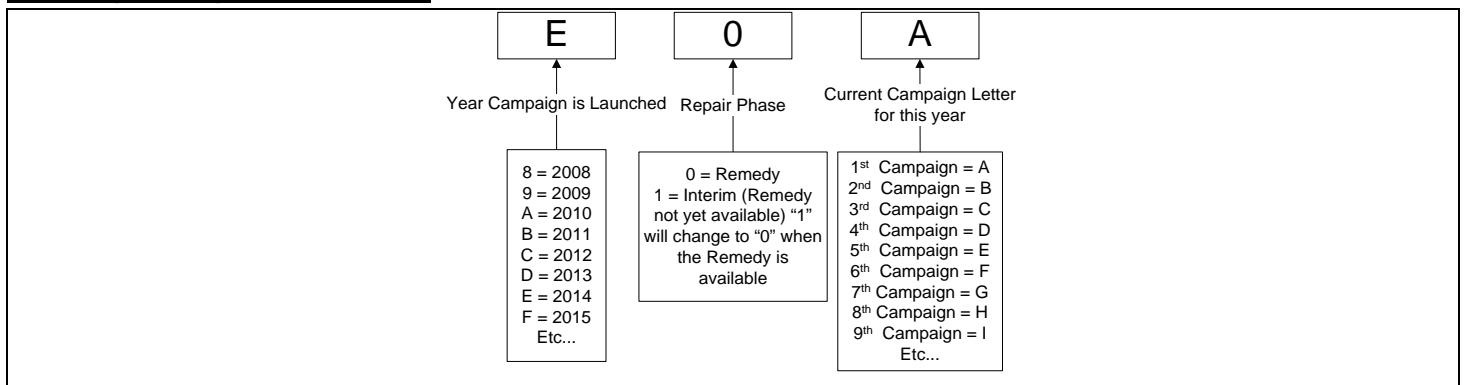 E
0
A
Year Campaign is Launched
Repair Phase
Current Campaign Letter
for this year
8 = 2008
9 = 2009
A = 2010
B = 2011
C = 2012
D = 2013
E = 2014
F = 2015
Etc...
0 = Remedy
1 = Interim (Remedy
not yet available) “1”
will change to “0” when
the Remedy is
available
1st Campaign = A
2nd Campaign = B
3rd Campaign = C
4th Campaign = D
5th Campaign = E
6th Campaign = F
7th Campaign = G
8th Campaign = H
9th Campaign = I
Etc...